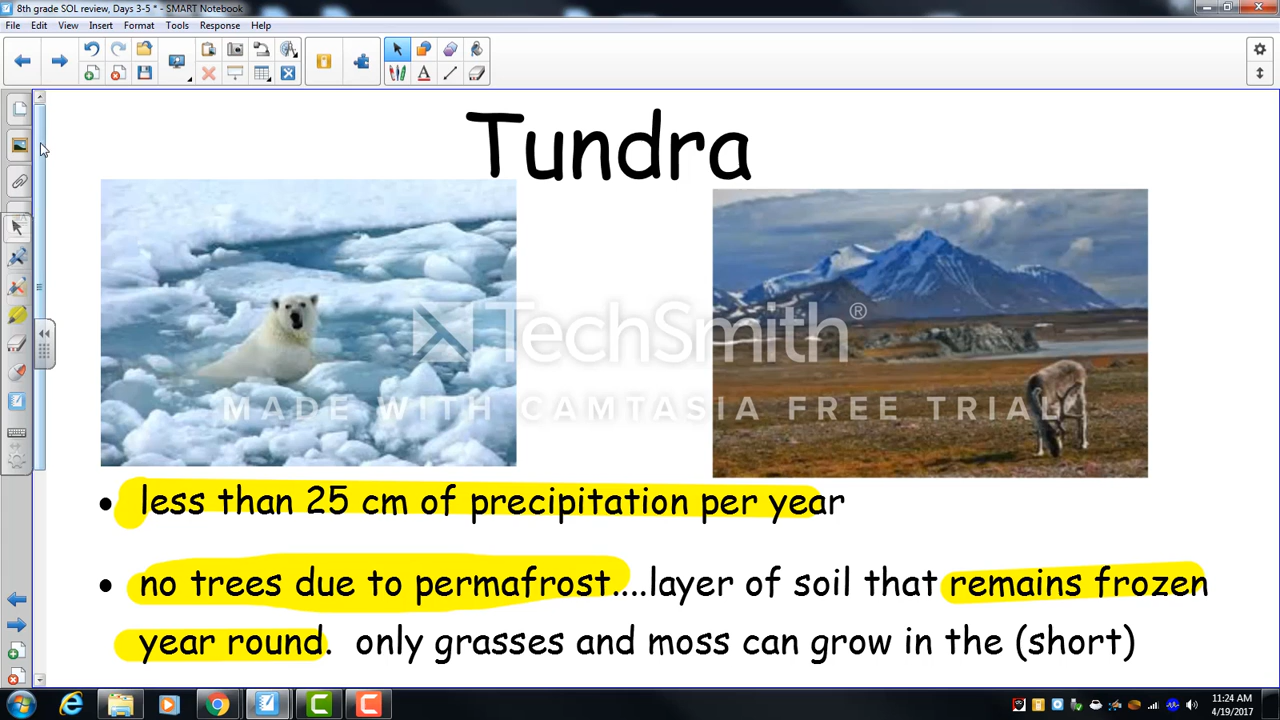 8th grade SOL review, Days 3-5 * - SMART Notebook
File Edit View Insert Format Tools Response Help
Tundra
TechSmith®
MADE WITH CAMTASIA FREE TRIAL
• less than 25 cm of precipitation per year
• no trees due to permafrost....layer of soil that remains frozen
year round. only grasses and moss can grow in the (short)
11:24 AM
4/19/2017